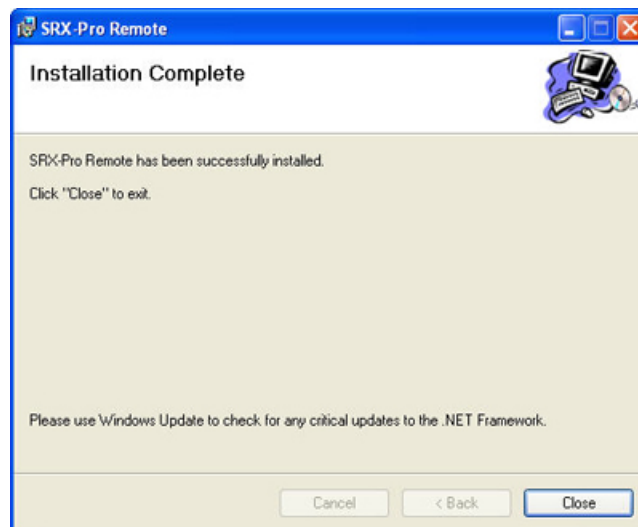 SRX-Pro Remote
Installation Complete
SRX-Pro Remote has been successfully installed.
Click "Close" to exit.
Please use Windows Update to check for any critical updates to the .NET Framework.
Cancel
< Back
Close